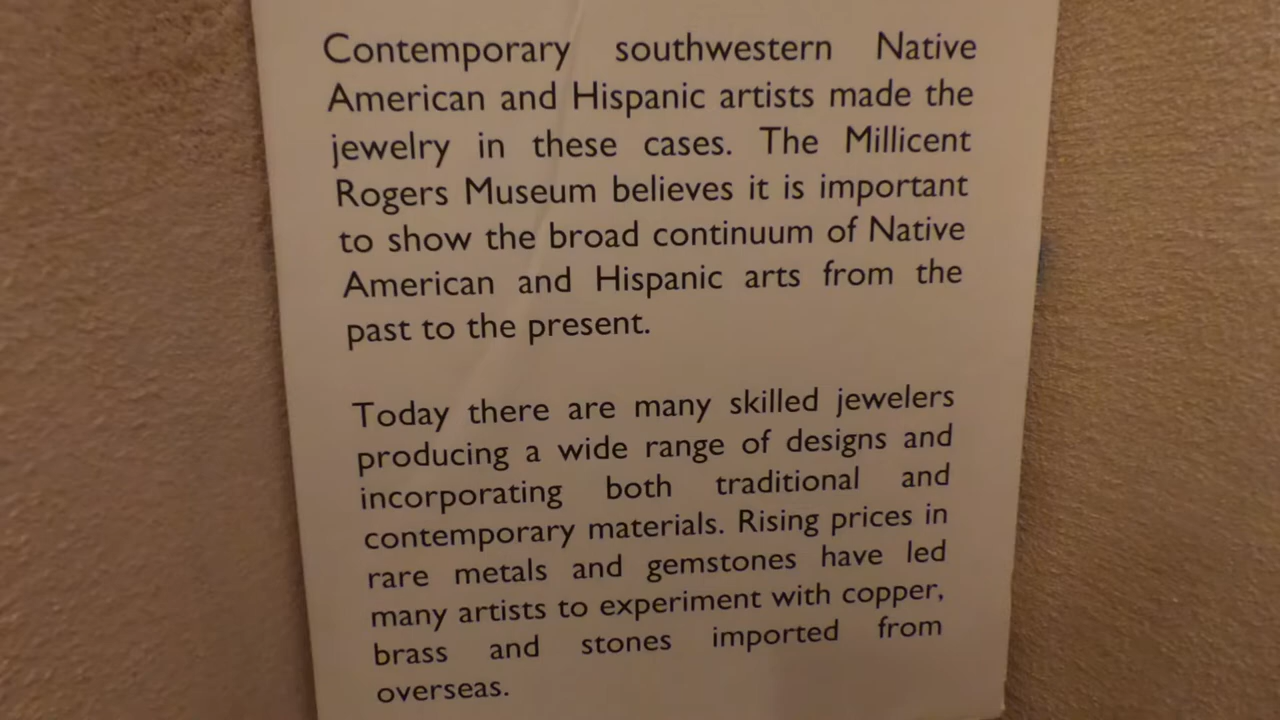 Contemporary southwestern Native
American and Hispanic artists made the
jewelry in these cases. The Millicent
Rogers Museum believes it is important
to show the broad continuum of Native
American and Hispanic arts from the
past to the present.
Today there are many skilled jewelers
producing a wide range of designs and
incorporating both traditional and
contemporary materials. Rising prices in
rare metals and gemstones have led
many artists to experiment with copper,
brass and stones imported from
overseas.